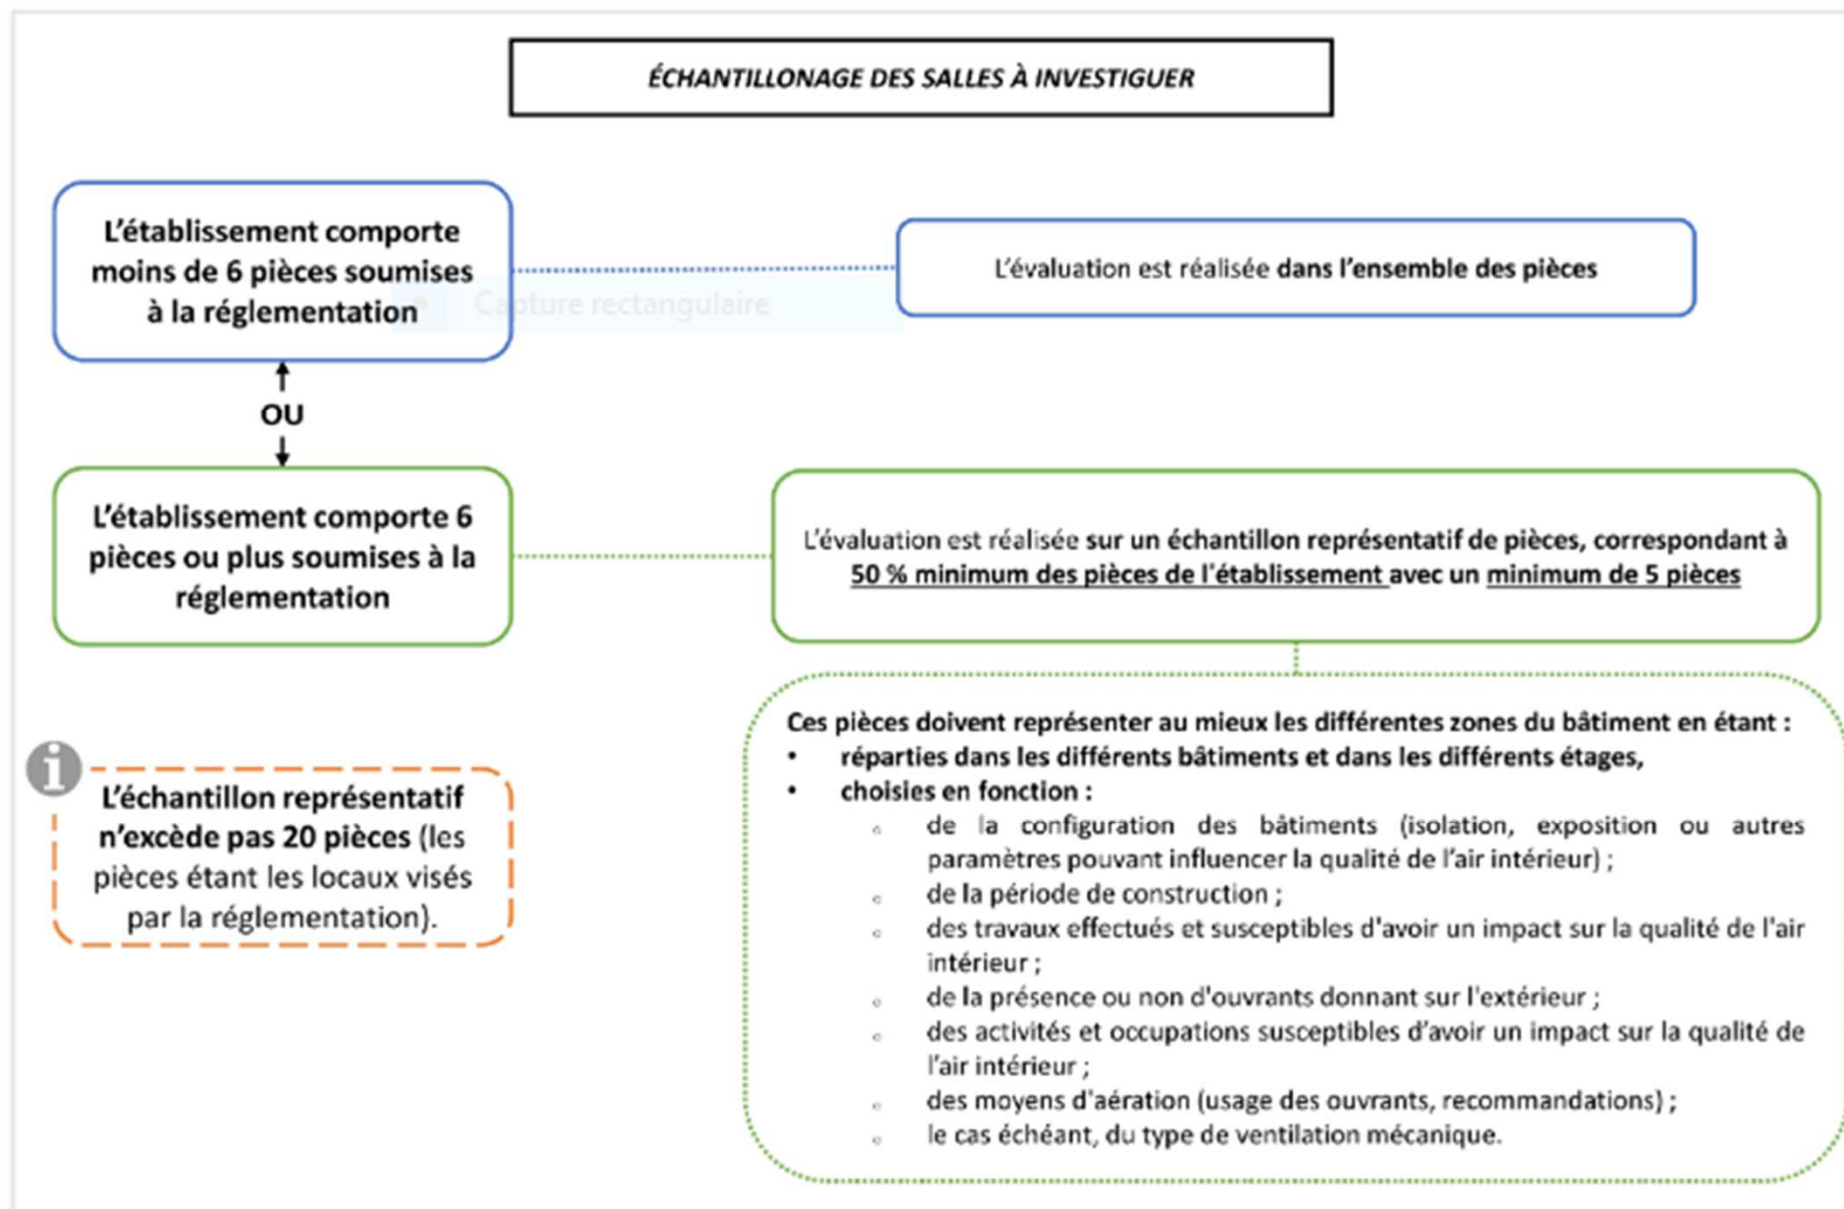 ÉCHANTILLONAGE DES SALLES À INVESTIGUER
L'établissement comporte
moins de 6 pièces soumises
à la réglementation
L'évaluation est réalisée dans l'ensemble des pièces
Capture rectangulaire
OU
L'établissement comporte 6
pièces ou plus soumises à la
réglementation
L'évaluation est réalisée sur un échantillon représentatif de pièces, correspondant à
50 % minimum des pièces de l'établissement avec un minimum de 5 pièces
i
L'échantillon représentatif
n'excède pas 20 pièces (les
pièces étant les locaux visés
par la réglementation).
Ces pièces doivent représenter au mieux les différentes zones du bâtiment en étant :
• réparties dans les différents bâtiments et dans les différents étages,
• choisies en fonction :
o de la configuration des bâtiments (isolation, exposition ou autres
paramètres pouvant influencer la qualité de l'air intérieur) ;
o de la période de construction ;
o des travaux effectués et susceptibles d'avoir un impact sur la qualité de l'air
intérieur ;
o de la présence ou non d'ouvrants donnant sur l'extérieur ;
o des activités et occupations susceptibles d'avoir un impact sur la qualité de
l'air intérieur ;
o des moyens d'aération (usage des ouvrants, recommandations) ;
o le cas échéant, du type de ventilation mécanique.